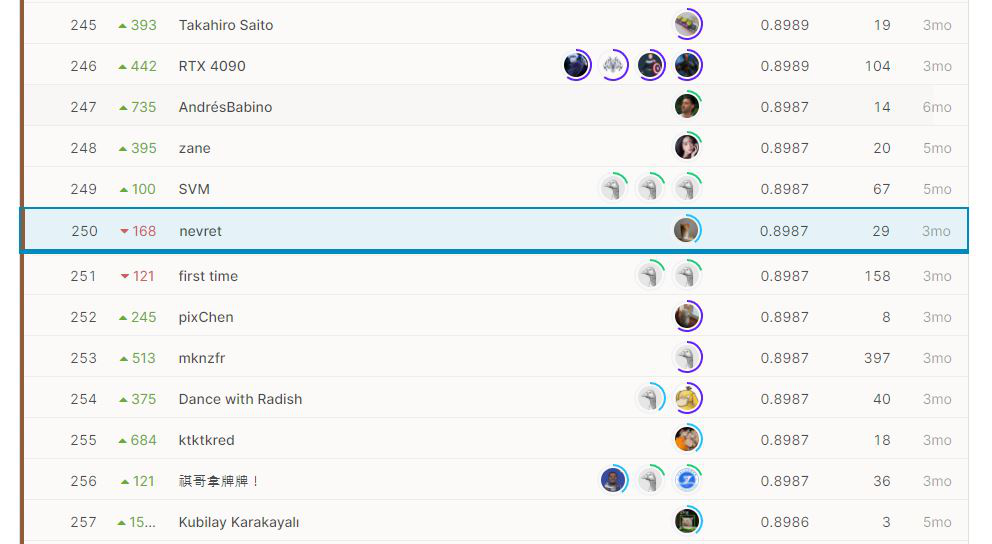 245 393 Takahiro Saito 0.8989 19 3mo
246 442 RTX 4090 0.8989 104 3mo
247 735 AndrésBabino 0.8987 14 6mo
248 395 zane 0.8987 20 5mo
249 100 SVM 0.8987 67 5mo
250 168 nevret 0.8987 29 3mo
251 121 first time 0.8987 158 3mo
252 245 pixChen 0.8987 8 3mo
253 513 mknzfr 0.8987 397 3mo
254 375 Dance with Radish 0.8987 40 3mo
255 684 ktktkred 0.8987 18 3mo
256 121 祺哥拿牌牌！ 0.8987 36 3mo
257 15... Kubilay Karakayalı 0.8986 3 5mo